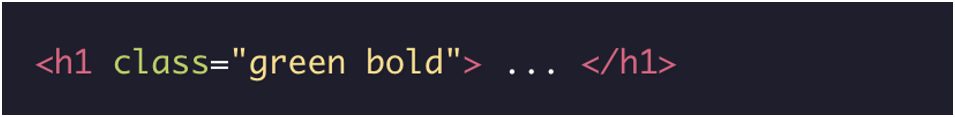 <h1 class="green bold"> ... </h1>